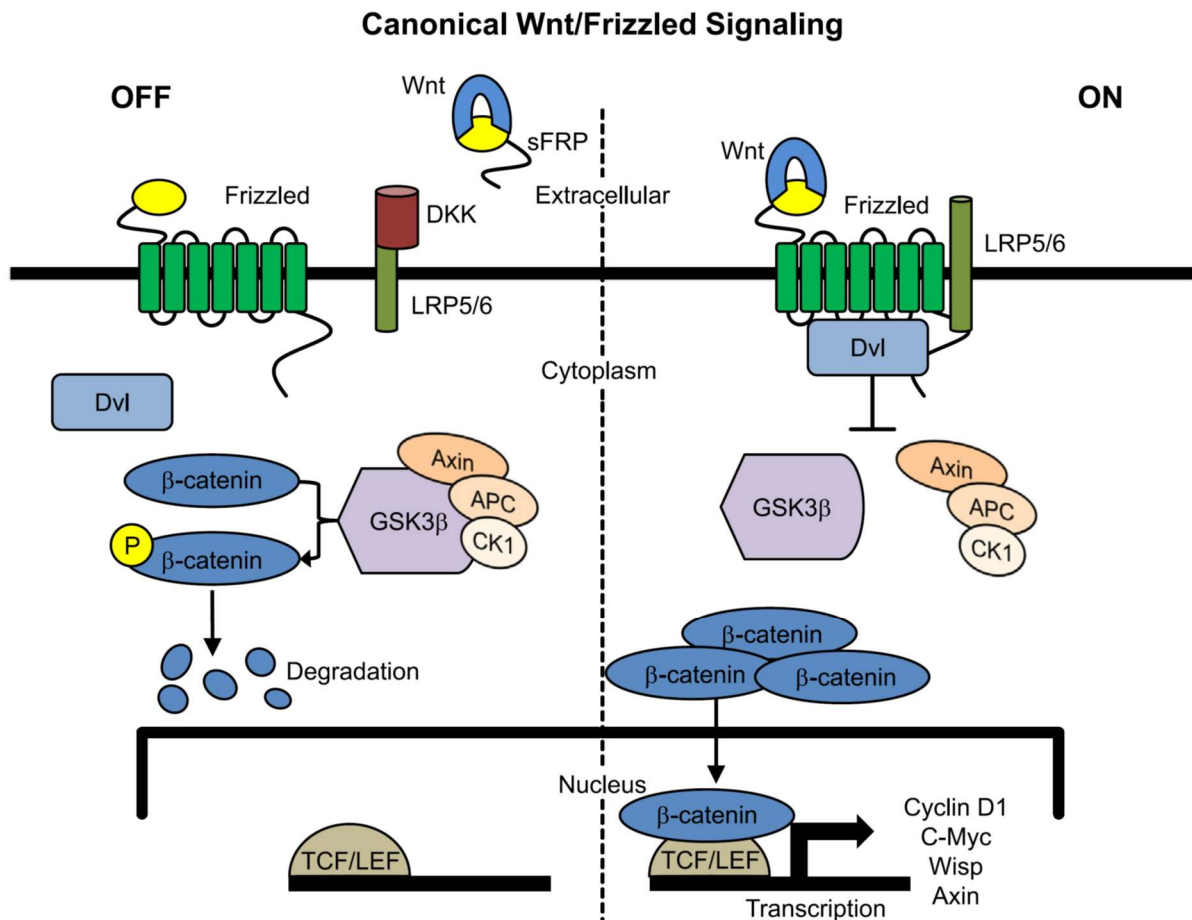 Canonical Wnt/Frizzled Signaling
OFF
ON
Wnt
sFRP
Extracellular
Frizzled
DKK
LRP5/6
Dvl
Cytoplasm
β-catenin
P
β-catenin
GSK3β
Axin
APC
CK1
Degradation
Wnt
Frizzled
LRP5/6
Dvl
GSK3β
Axin
APC
CK1
β-catenin
β-catenin
β-catenin
Nucleus
TCF/LEF
β-catenin
TCF/LEF
Cyclin D1
C-Myc
Wisp
Axin
Transcription